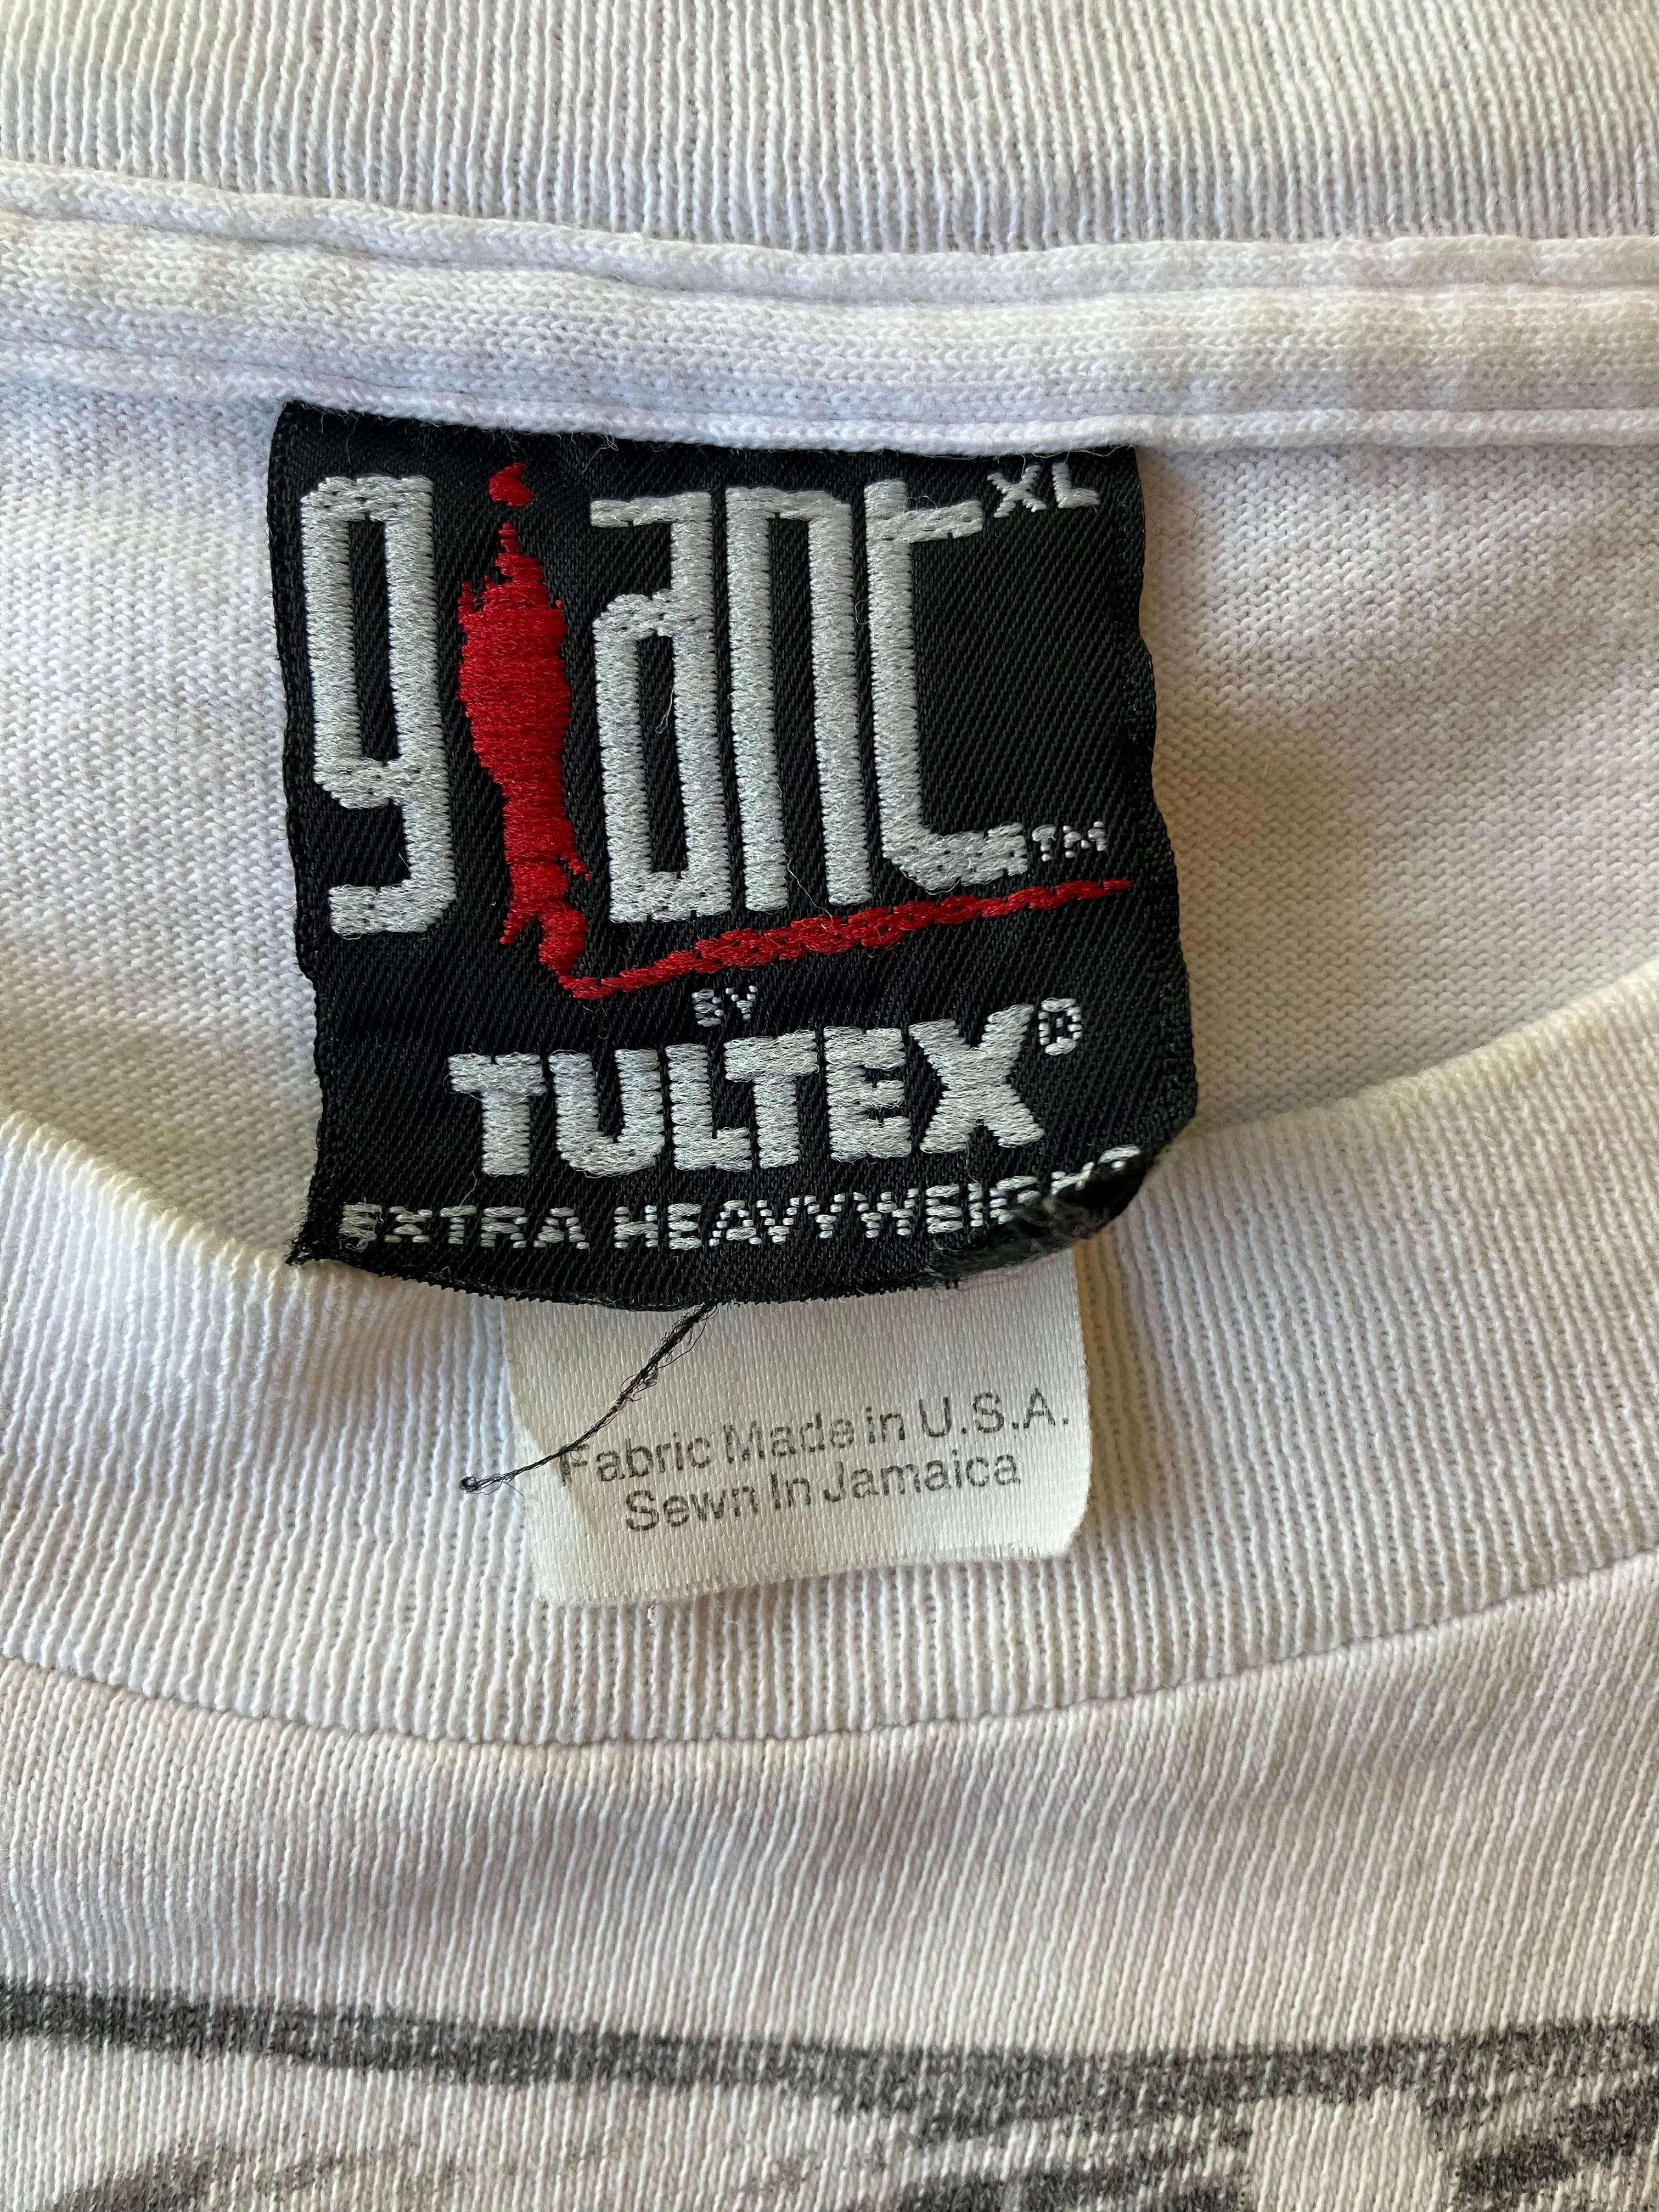 giant XL
TM
BY
TULTEX®
EXTRA HEAVYWEIGHT
Fabric Made in U.S.A.
Sewn In Jamaica